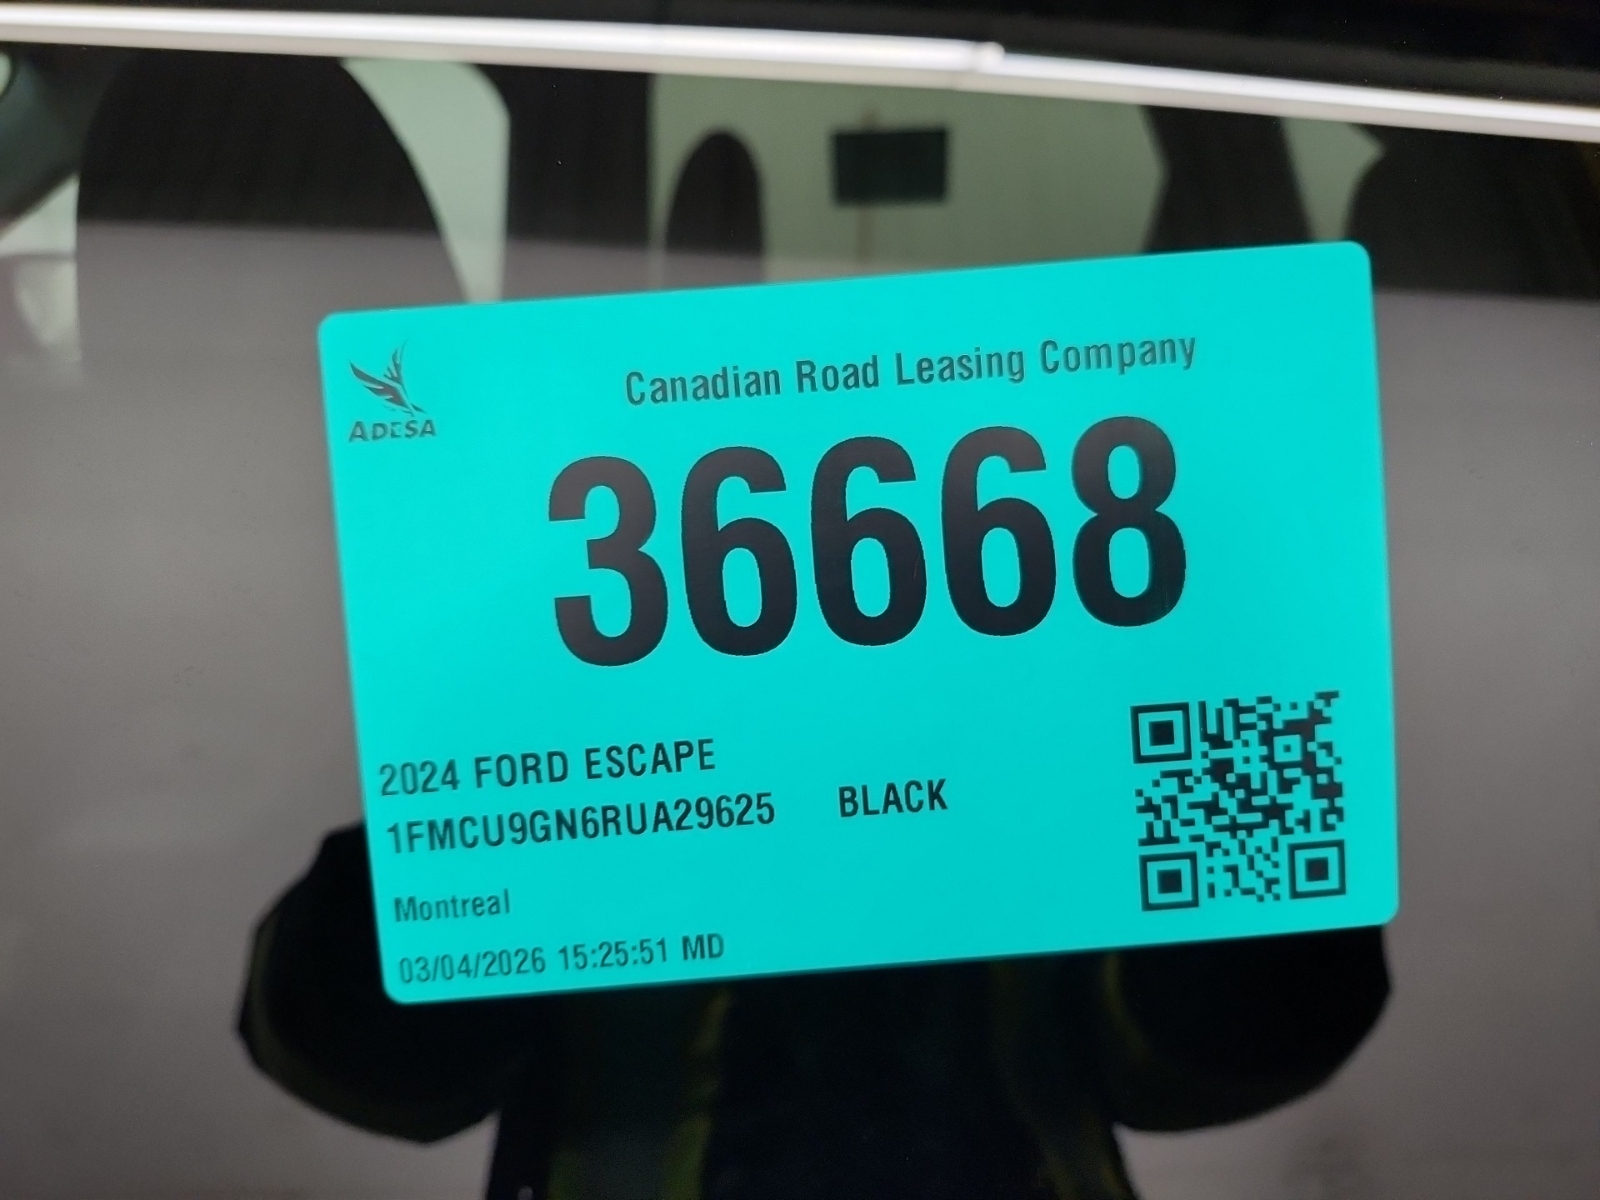 ADESA
Canadian Road Leasing Company
36668
2024 FORD ESCAPE
1FMCU9GN6RUA29625 BLACK
Montreal
03/04/2026 15:25:51 MD